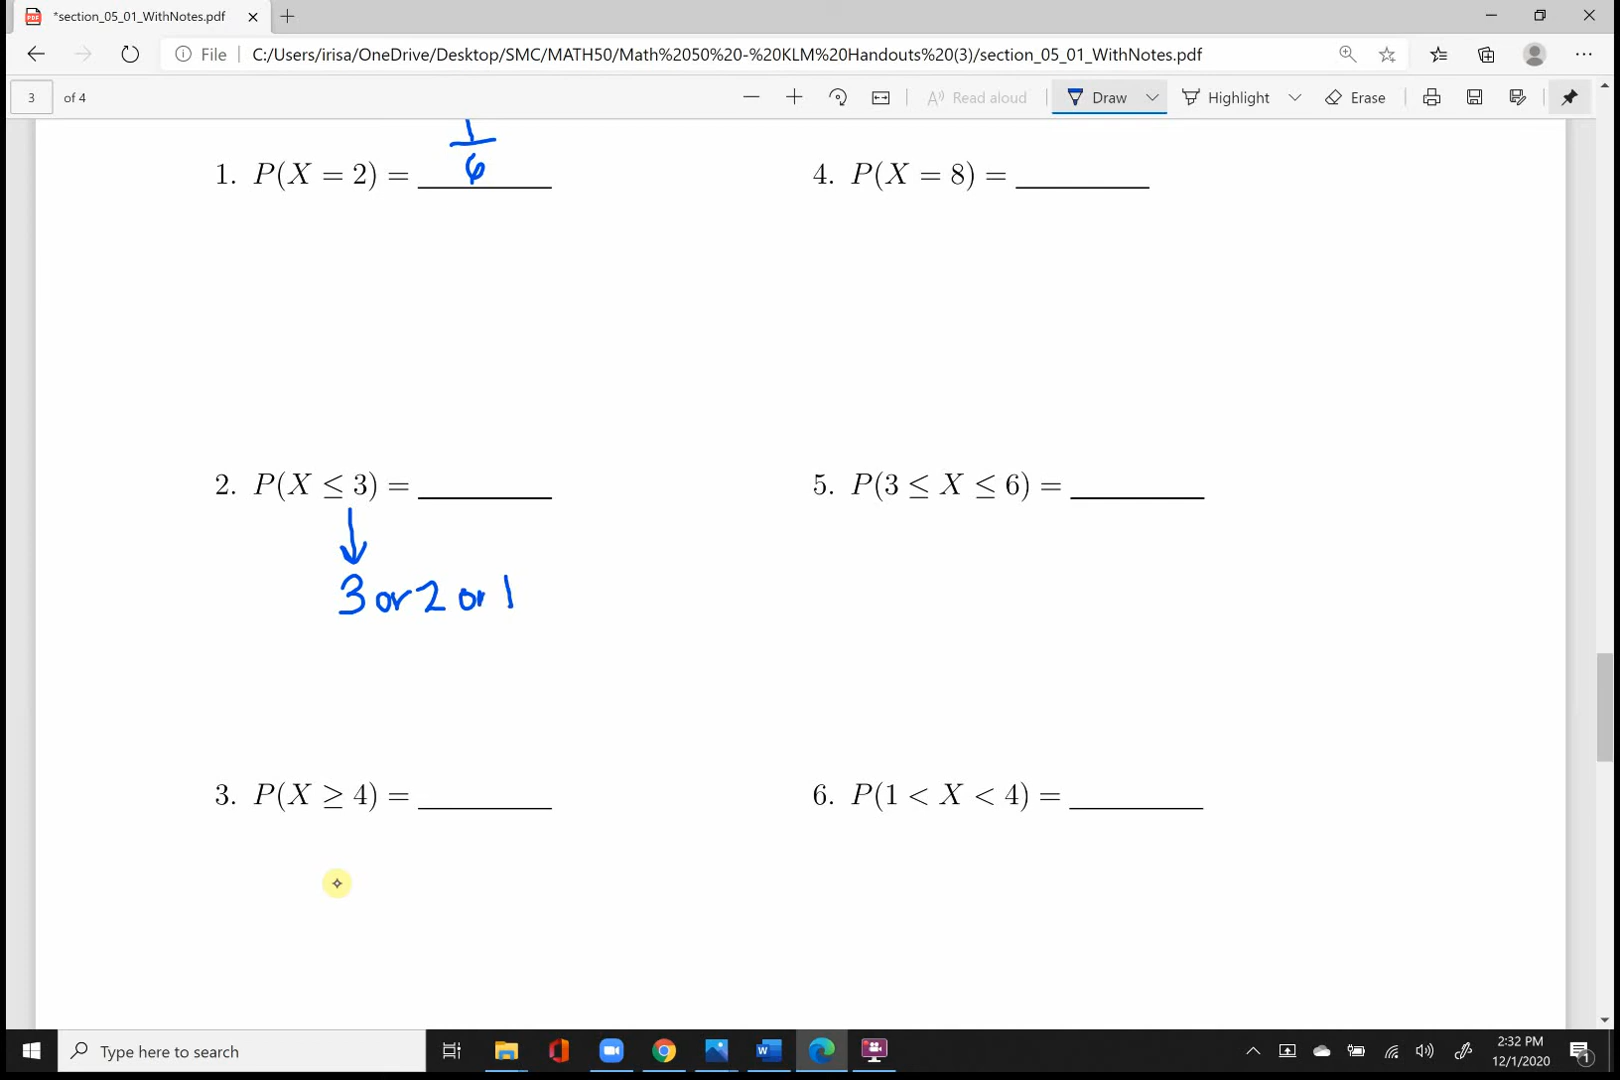 *section_05_01_WithNotes.pdf
File C:/Users/irisa/OneDrive/Desktop/SMC/MATH50/Math%2050%20-%20KLM%20Handouts%20(3)/section_05_01_WithNotes.pdf
3 of 4 Read aloud Draw Highlight Erase
1. P(X = 2) = 1/6
4. P(X = 8) =
2. P(X ≤ 3) =
3 or 2 or 1
5. P(3 ≤ X ≤ 6) =
3. P(X ≥ 4) =
6. P(1 < X < 4) =
Type here to search
2:32 PM
12/1/2020
1